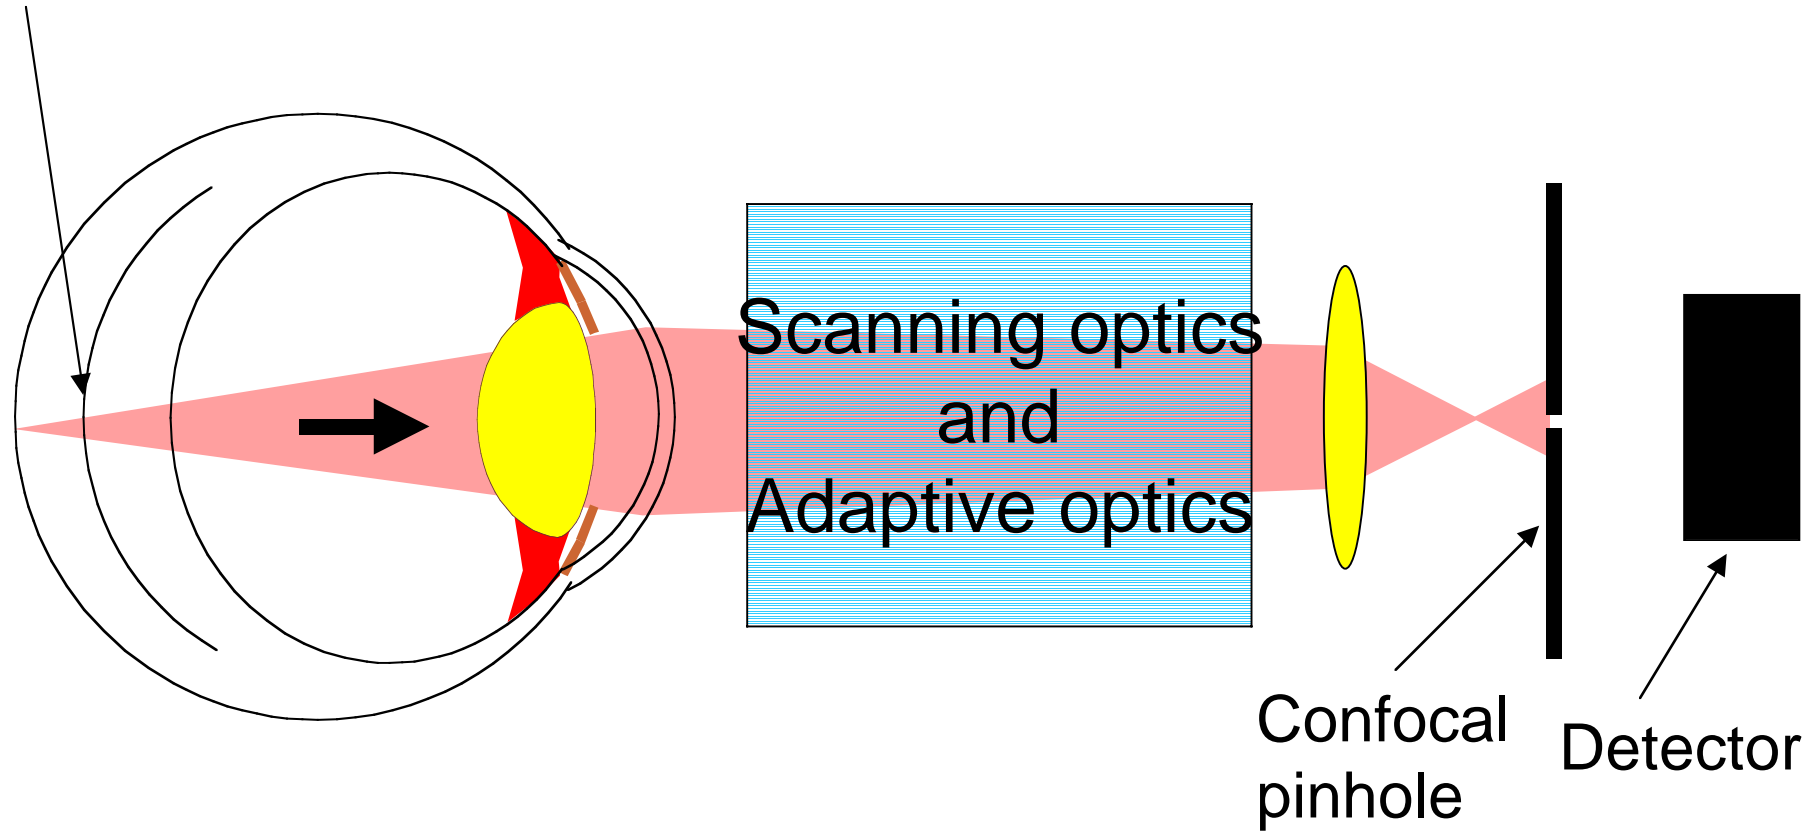 Scanning optics
and
Adaptive optics
Confocal
pinhole
Detector